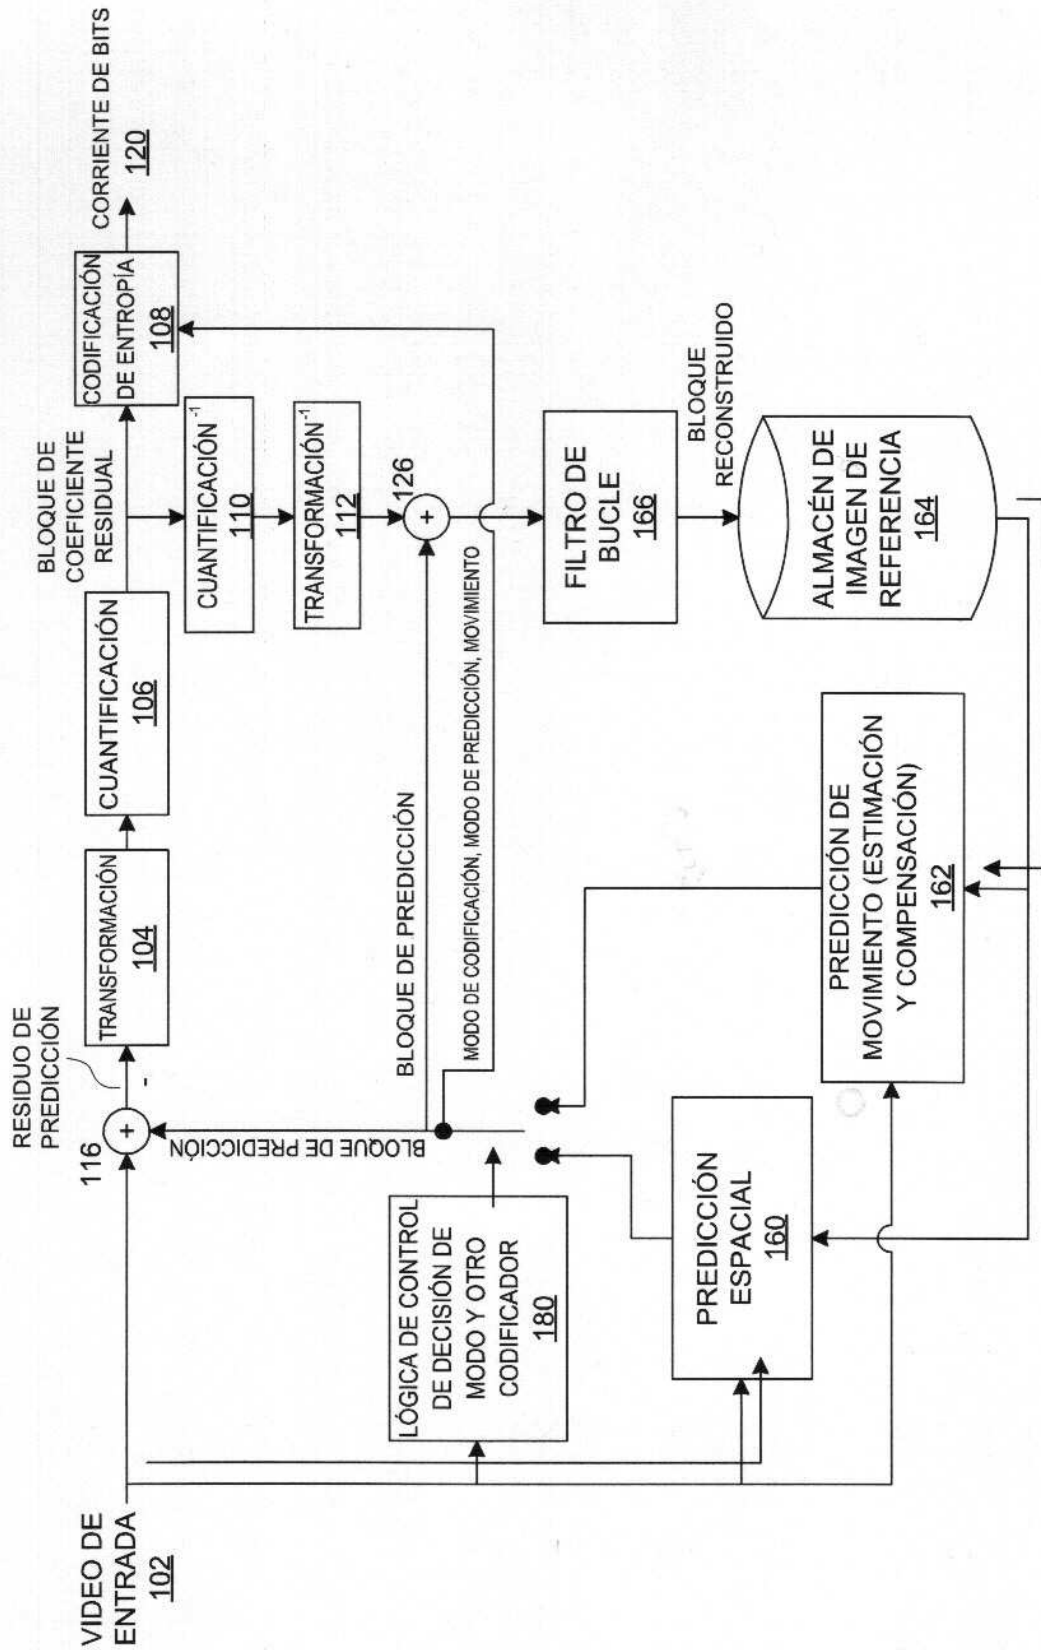 VIDEO DE
ENTRADA
102
116
+
-
RESIDUO DE
PREDICCIÓN
TRANSFORMACIÓN
104
CUANTIFICACIÓN
106
BLOQUE DE
COEFICIENTE
RESIDUAL
CODIFICACIÓN
DE ENTROPÍA
108
CORRIENTE DE BITS
120
CUANTIFICACIÓN-1
110
TRANSFORMACIÓN-1
112
126
+
BLOQUE DE PREDICCIÓN
BLOQUE DE PREDICCIÓN
MODO DE CODIFICACIÓN, MODO DE PREDICCIÓN, MOVIMIENTO
LÓGICA DE CONTROL
DE DECISIÓN DE
MODO Y OTRO
CODIFICADOR
180
FILTRO DE
BUCLE
166
BLOQUE
RECONSTRUIDO
PREDICCIÓN
ESPACIAL
160
PREDICCIÓN DE
MOVIMIENTO (ESTIMACIÓN
Y COMPENSACIÓN)
162
ALMACÉN DE
IMAGEN DE
REFERENCIA
164